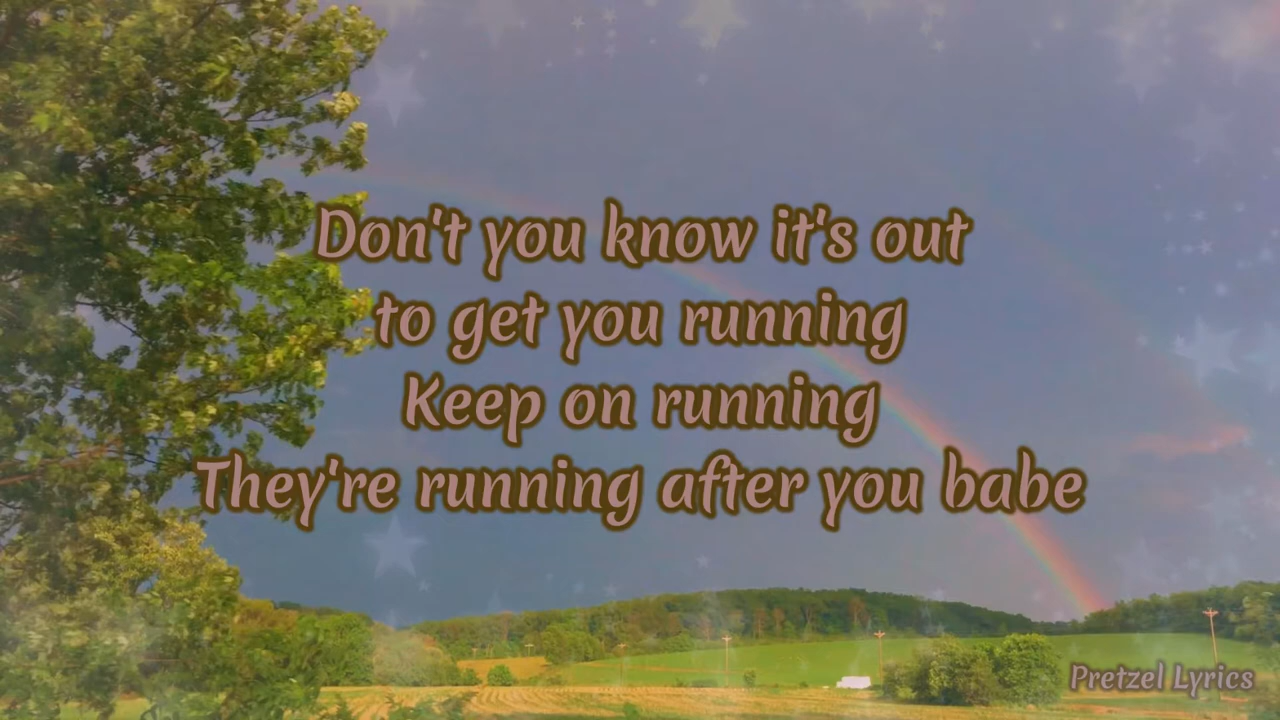 Don't you know it's out
to get you running
Keep on running
They're running after you babe
Pretzel Lyrics